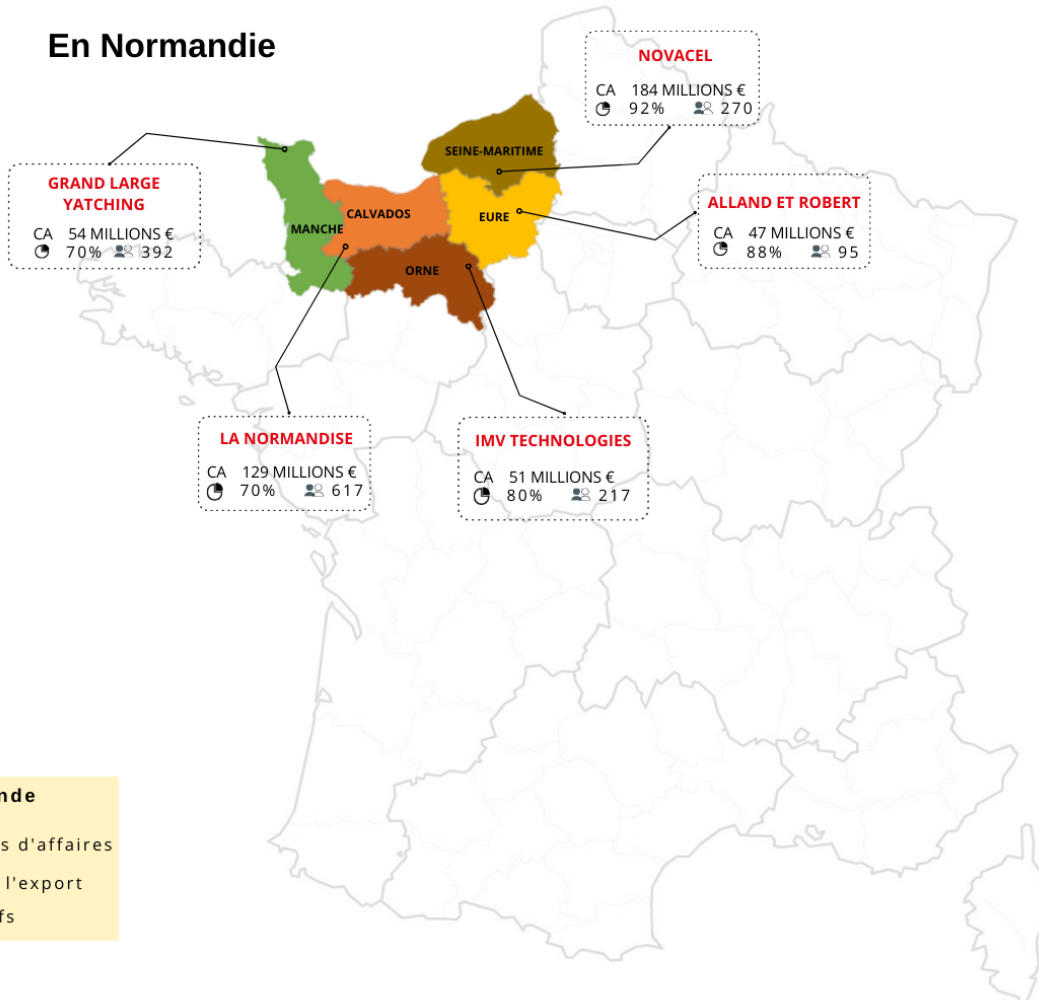 En Normandie
NOVACEL
CA 184 MILLIONS €
92% 270
SEINE-MARITIME
GRAND LARGE
YATCHING
CA 54 MILLIONS €
70% 392
ALLAND ET ROBERT
CA 47 MILLIONS €
88% 95
CALVADOS
EURE
MANCHE
ORNE
LA NORMANDISE
CA 129 MILLIONS €
70% 617
IMV TECHNOLOGIES
CA 51 MILLIONS €
80% 217
nde
s d'affaires
l'export
fs